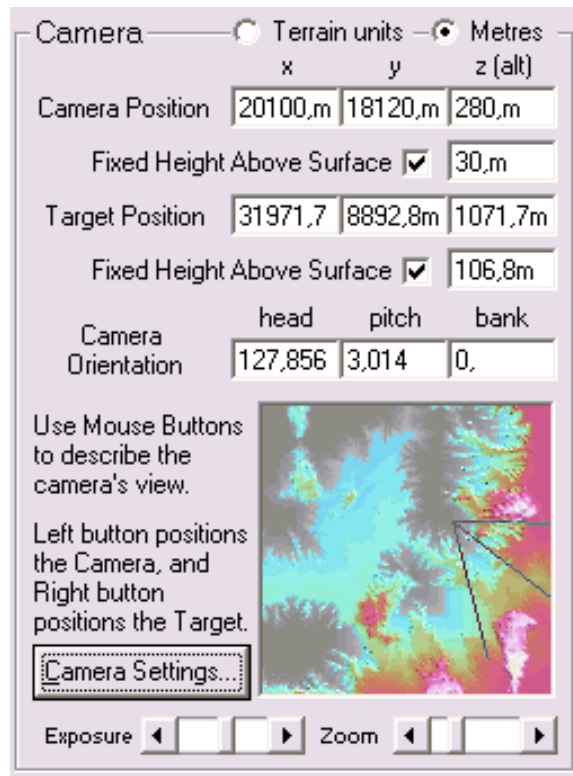 Camera Terrain units Metres
x y z (alt)
Camera Position 20100,m 18120,m 280,m
Fixed Height Above Surface 30,m
Target Position 31971,7 8892,8m 1071,7m
Fixed Height Above Surface 106,8m
head pitch bank
Camera
Orientation 127,856 3,014 0,
Use Mouse Buttons
to describe the
camera's view.
Left button positions
the Camera, and
Right button
positions the Target.
Camera Settings...
Exposure Zoom